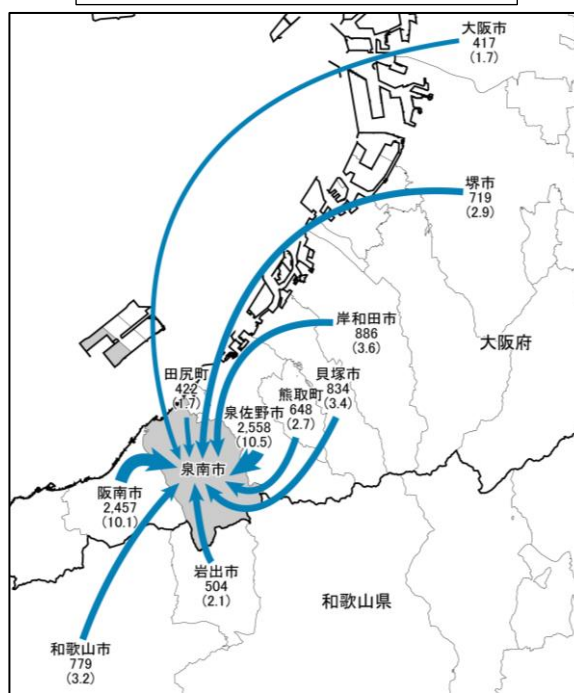 大阪市
417
(1.7)
堺市
719
(2.9)
岸和田市
886
(3.6)
大阪府
貝塚市
834
(3.4)
熊取町
648
(2.7)
田尻町
422
(1.7)
泉佐野市
2,558
(10.5)
泉南市
阪南市
2,457
(10.1)
岩出市
504
(2.1)
和歌山県
和歌山市
779
(3.2)